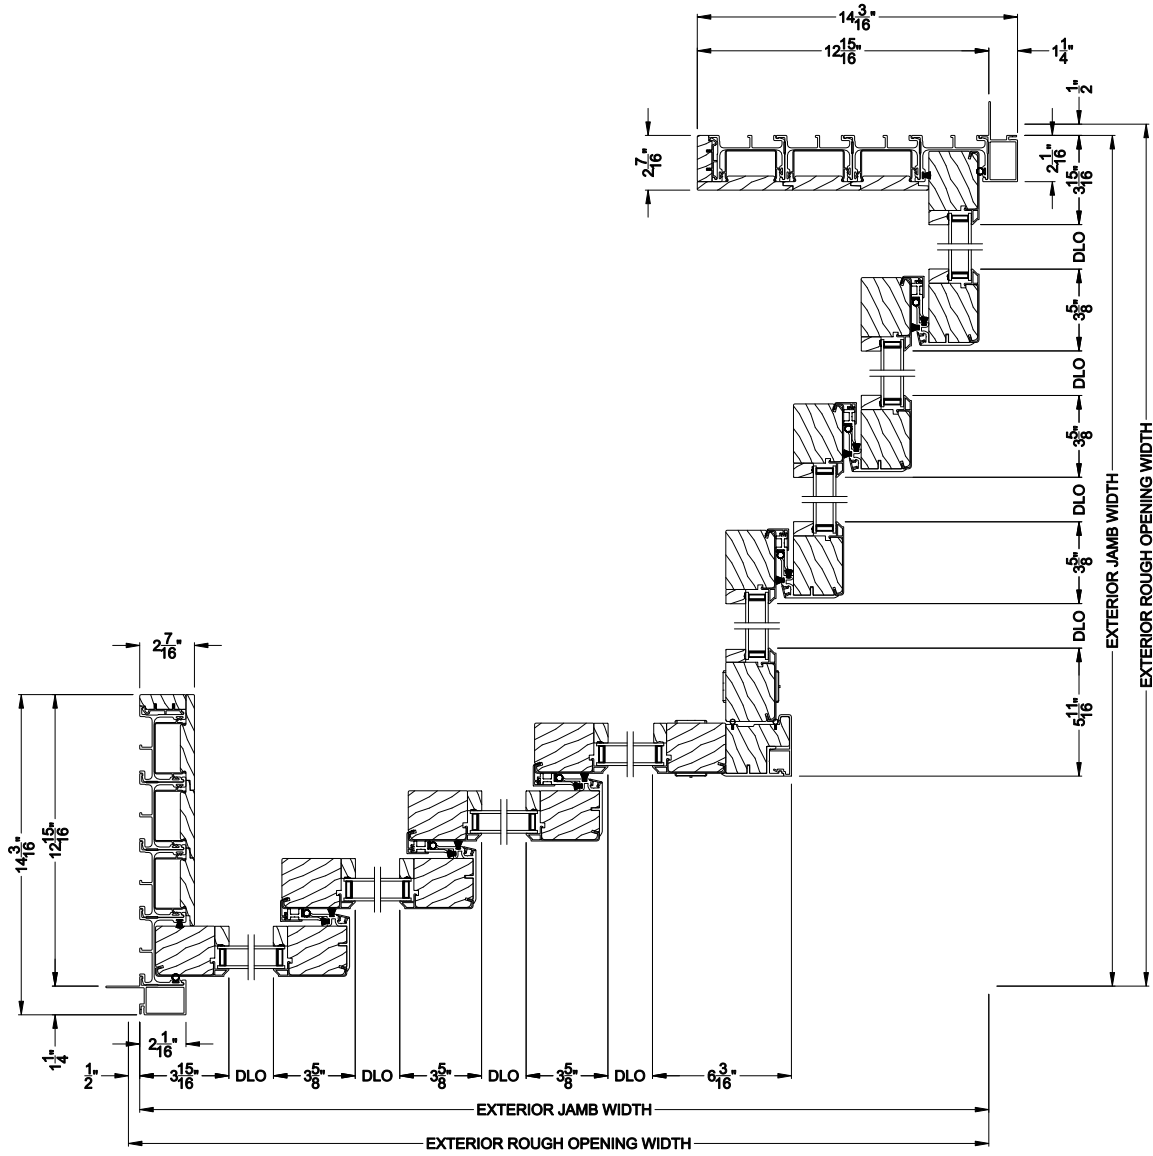 14 3/16"
12 15/16"
1 1/4"
1/2"
2 7/16"
2 1/16"
3 15/16"
DLO
3 5/8"
DLO
3 5/8"
DLO
3 5/8"
DLO
5 11/16"
EXTERIOR JAMB WIDTH
EXTERIOR ROUGH OPENING WIDTH
2 7/16"
14 3/16"
12 15/16"
1 1/4"
2 1/16"
1/2"
3 15/16"
DLO
3 5/8"
DLO
3 5/8"
DLO
3 5/8"
DLO
6 3/16"
EXTERIOR JAMB WIDTH
EXTERIOR ROUGH OPENING WIDTH